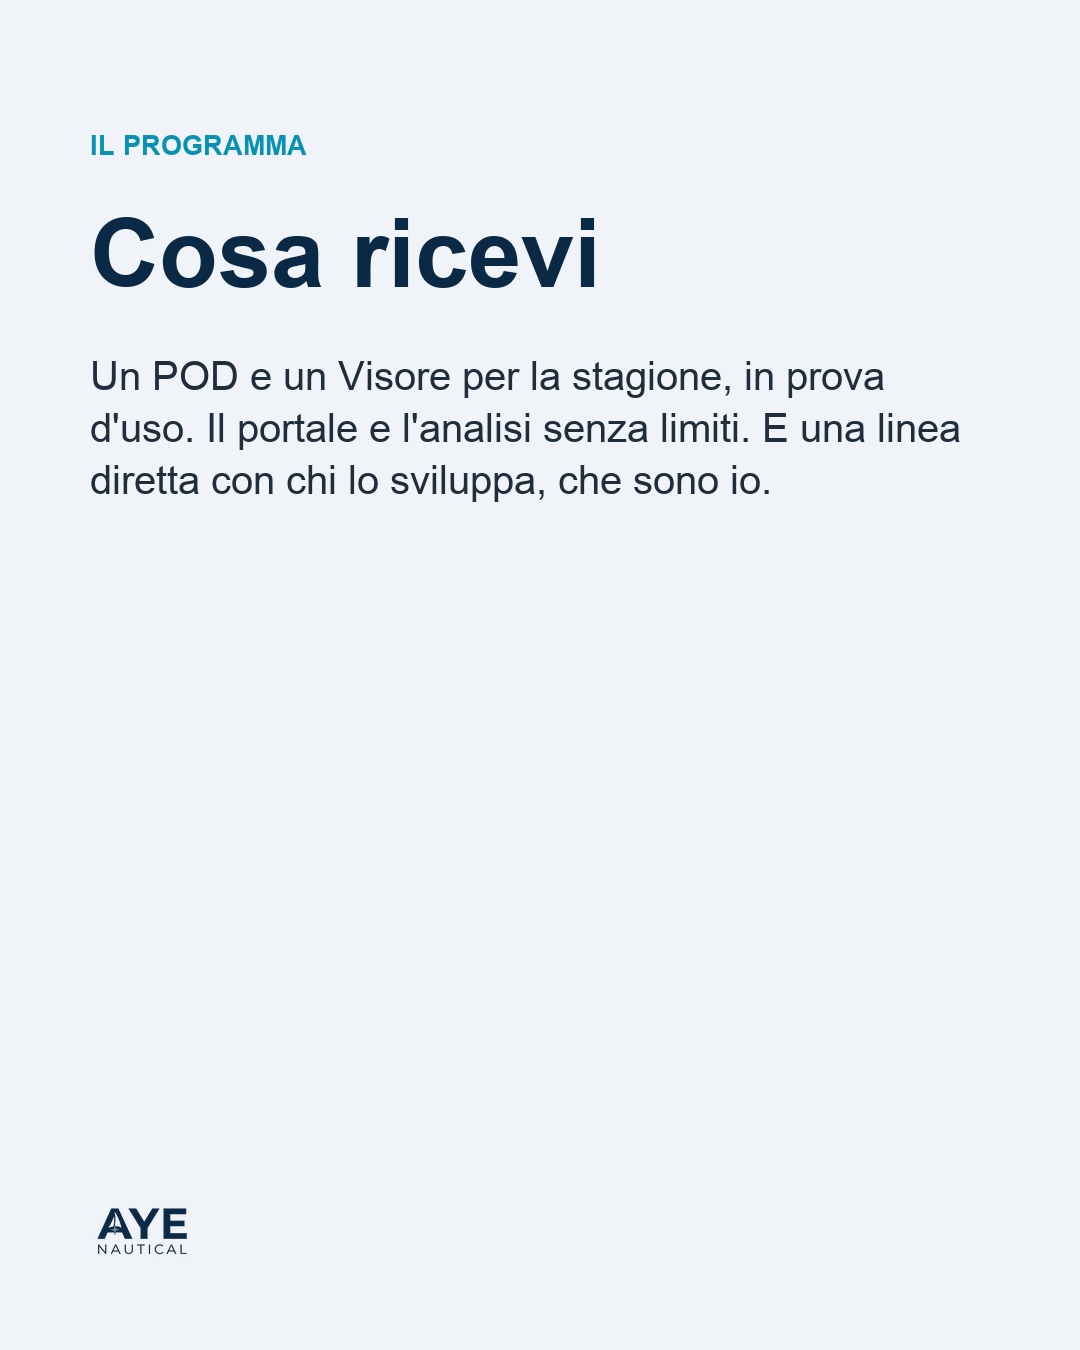 IL PROGRAMMA
Cosa ricevi
Un POD e un Visore per la stagione, in prova
d'uso. Il portale e l'analisi senza limiti. E una linea
diretta con chi lo sviluppa, che sono io.
AYE
NAUTICAL